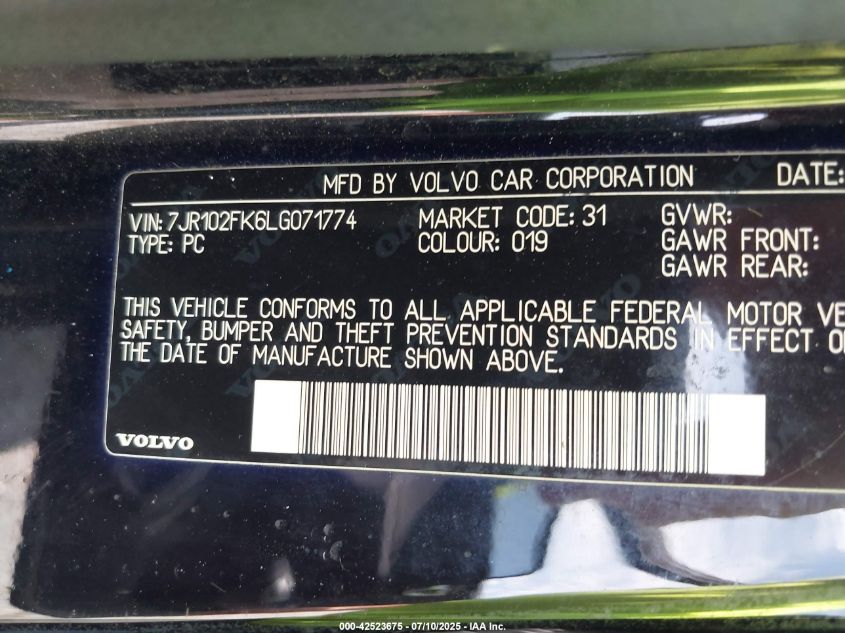 MFD BY VOLVO CAR CORPORATION DATE:
VIN: 7JR102FK6LG071774 MARKET CODE: 31 GVWR:
TYPE: PC COLOUR: 019 GAWR FRONT:
GAWR REAR:
THIS VEHICLE CONFORMS TO ALL APPLICABLE FEDERAL MOTOR VE
SAFETY, BUMPER AND THEFT PREVENTION STANDARDS IN EFFECT O
THE DATE OF MANUFACTURE SHOWN ABOVE.
VOLVO
000-42523675 - 07/10/2025 - IAA Inc.